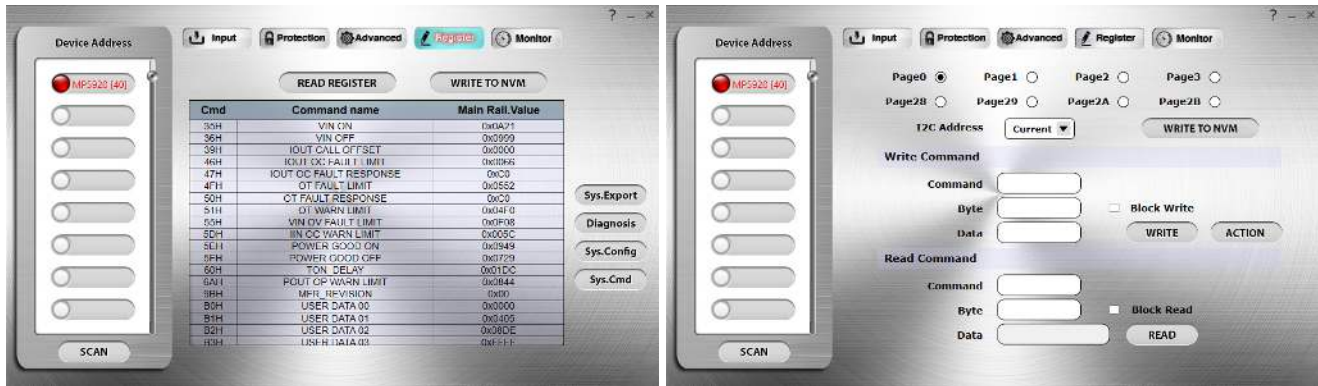 ? – ×
Device Address
Input Protection Advanced Register Monitor
MP5920 [40]
READ REGISTER WRITE TO NVM
Cmd Command name Main Rail.Value
35H VIN ON 0x0A21
36H VIN OFF 0x0999
39H IOUT CALL OFFSET 0x0000
46H IOUT OC FAULT LIMIT 0x0066
47H IOUT OC FAULT RESPONSE 0xC0
4FH OT FAULT LIMIT 0x0552
50H OT FAULT RESPONSE 0xC0
51H OT WARN LIMIT 0x04F0
55H VIN OV FAULT LIMIT 0x0F08
5DH IIN OC WARN LIMIT 0x005C
5EH POWER GOOD ON 0x0949
5FH POWER GOOD OFF 0x0729
60H TON_DELAY 0x01DC
6AH POUT OP WARN LIMIT 0x0844
9BH MFR_REVISION 0x00
B0H USER DATA 00 0x0000
B1H USER DATA 01 0x0405
B2H USER DATA 02 0x08DE
B3H USER DATA 03 0xFFFF
Sys.Export
Diagnosis
Sys.Config
Sys.Cmd
SCAN
? – ×
Device Address
Input Protection Advanced Register Monitor
MP5920 [40]
Page0 Page1 Page2 Page3
Page28 Page29 Page2A Page2B
I2C Address Current WRITE TO NVM
Write Command
Command
Byte Block Write
Data WRITE ACTION
Read Command
Command
Byte Block Read
Data READ
SCAN